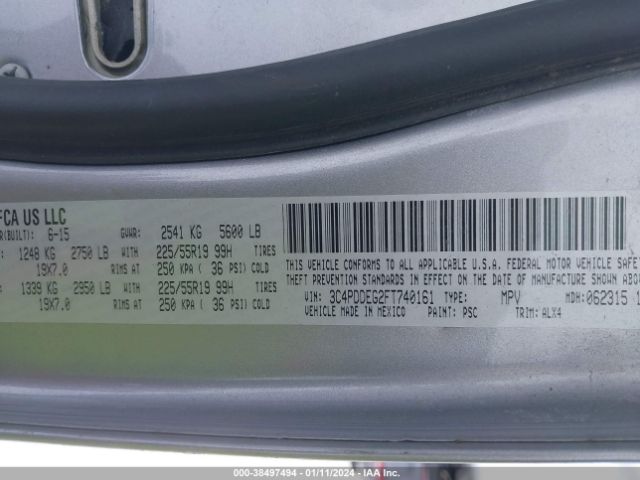 FCA US LLC
R(BUILT): 6-15 GVWR: 2541 KG 5600 LB
1248 KG 2750 LB WITH 225/55R19 99H TIRES
19X7.0 RIMS AT 250 KPA ( 36 PSI) COLD
1339 KG 2950 LB WITH 225/55R19 99H TIRES
19X7.0 RIMS AT 250 KPA ( 36 PSI) COLD
THIS VEHICLE CONFORMS TO ALL APPLICABLE U.S.A. FEDERAL MOTOR VEHICLE SAFET
THEFT PREVENTION STANDARDS IN EFFECT ON THE DATE OF MANUFACTURE SHOWN
VIN: 3C4PDDEG2FT740161 TYPE: MPV MDH: 062315 1
VEHICLE MADE IN MEXICO PAINT: PSC TRIM: ALX4
000-38497494 - 01/11/2024 - IAA Inc.